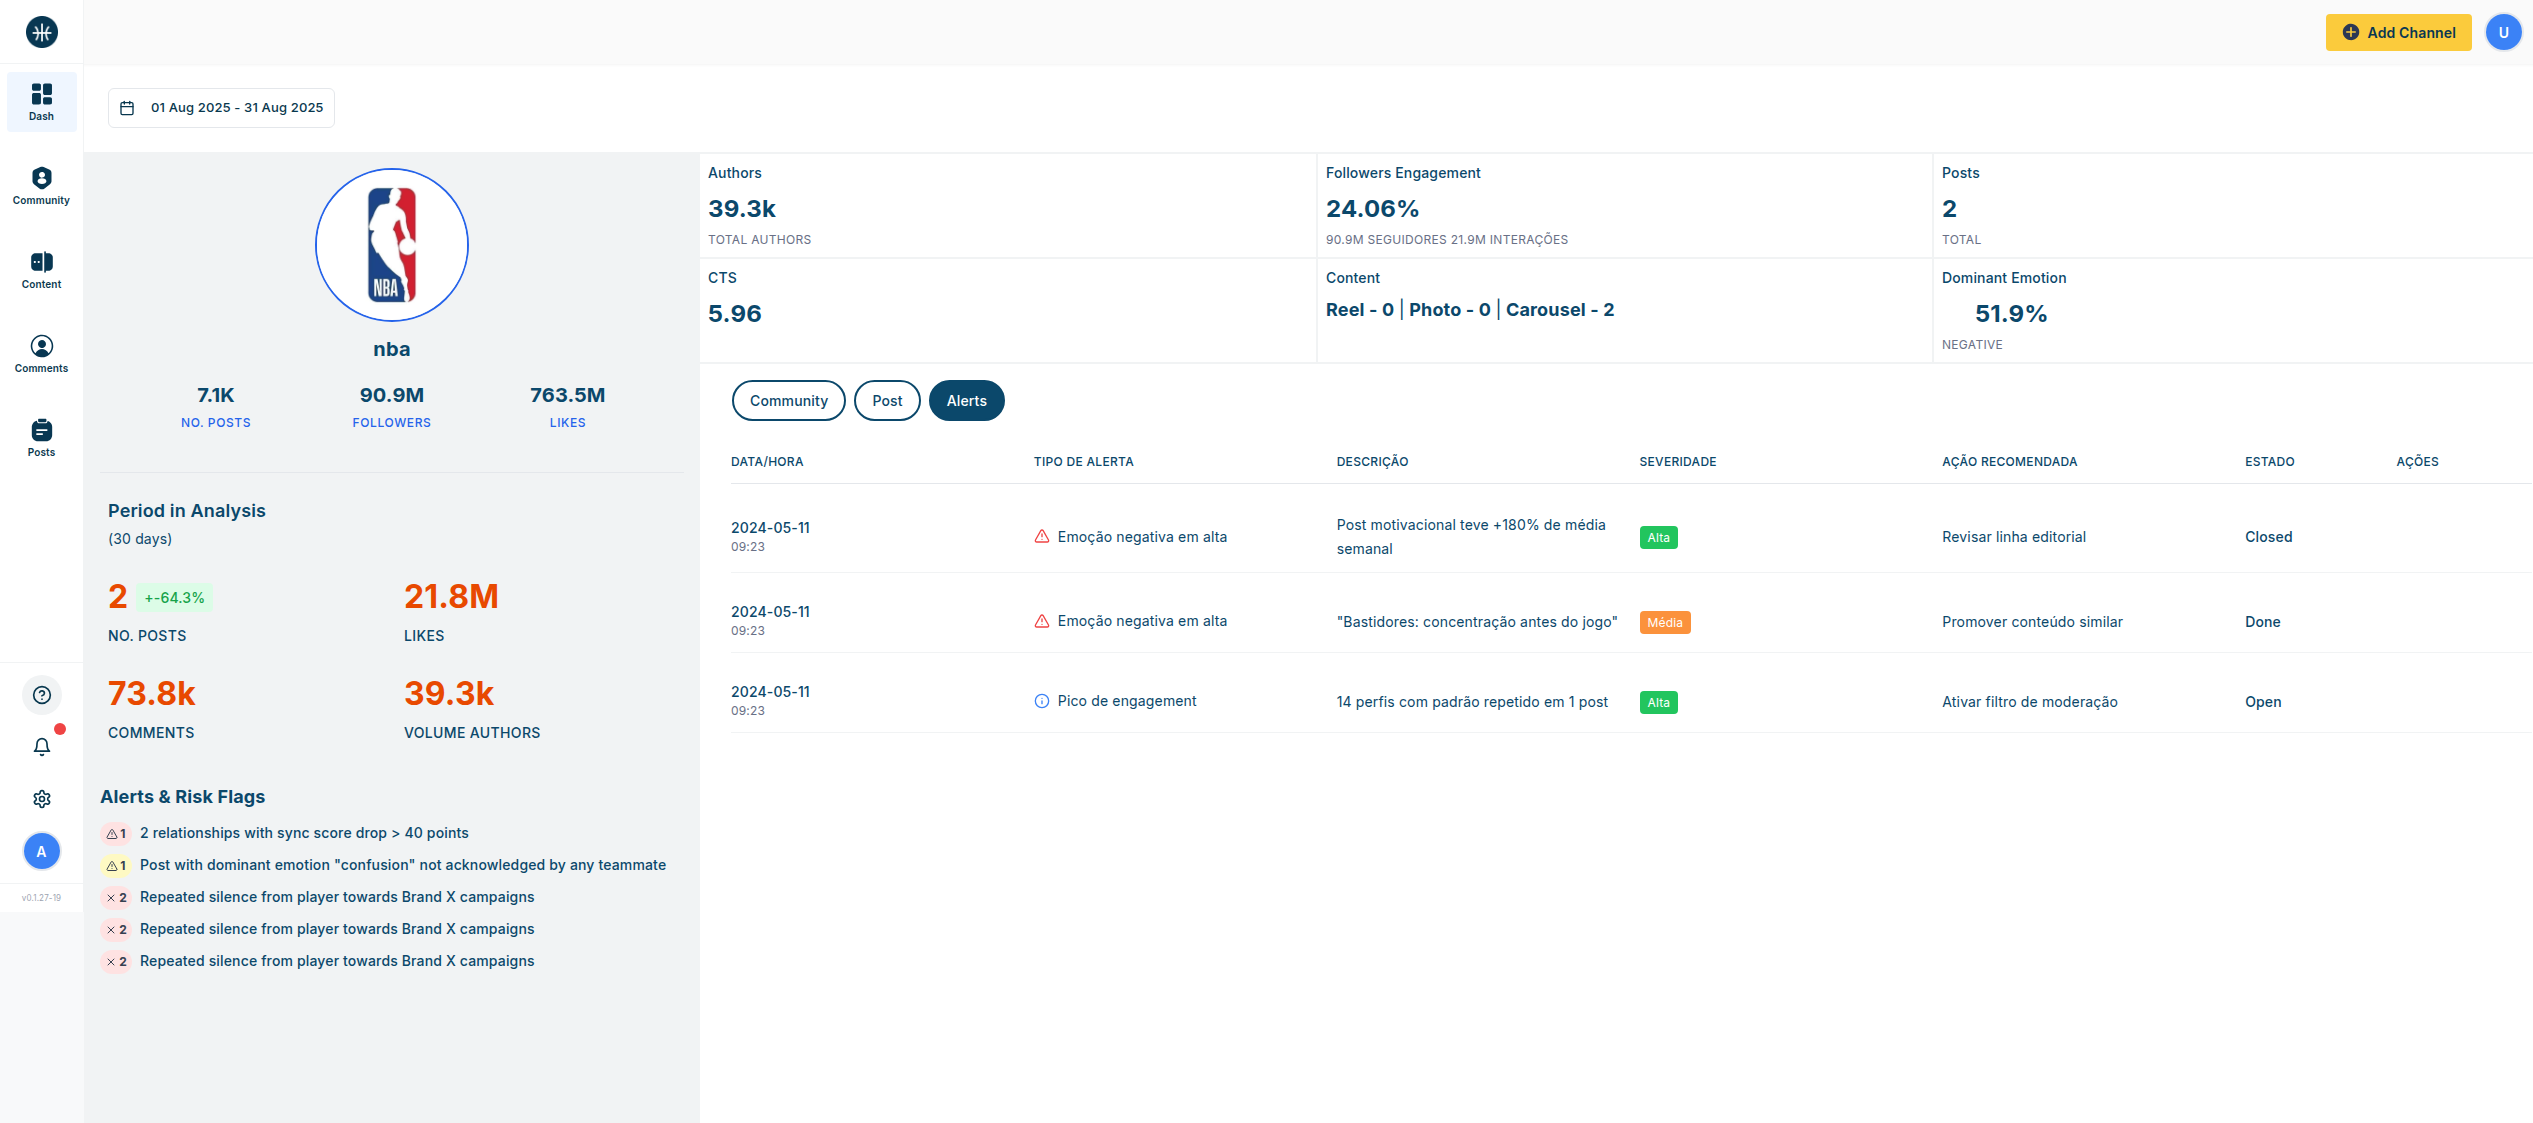 Add Channel
U
Dash
Community
Content
Comments
Posts
A
v0.1.27-19
01 Aug 2025 - 31 Aug 2025
NBA
nba
7.1K
NO. POSTS
90.9M
FOLLOWERS
763.5M
LIKES
Period in Analysis
(30 days)
2 +-64.3%
NO. POSTS
21.8M
LIKES
73.8k
COMMENTS
39.3k
VOLUME AUTHORS
Alerts & Risk Flags
1 2 relationships with sync score drop > 40 points
1 Post with dominant emotion "confusion" not acknowledged by any teammate
2 Repeated silence from player towards Brand X campaigns
2 Repeated silence from player towards Brand X campaigns
2 Repeated silence from player towards Brand X campaigns
Authors
39.3k
TOTAL AUTHORS
Followers Engagement
24.06%
90.9M SEGUIDORES 21.9M INTERAÇÕES
Posts
2
TOTAL
CTS
5.96
Content
Reel - 0 | Photo - 0 | Carousel - 2
Dominant Emotion
51.9%
NEGATIVE
Community Post Alerts
DATA/HORA TIPO DE ALERTA DESCRIÇÃO SEVERIDADE AÇÃO RECOMENDADA ESTADO AÇÕES
2024-05-11
09:23
Emoção negativa em alta
Post motivacional teve +180% de média
semanal
Alta
Revisar linha editorial
Closed
2024-05-11
09:23
Emoção negativa em alta
"Bastidores: concentração antes do jogo"
Média
Promover conteúdo similar
Done
2024-05-11
09:23
Pico de engagement
14 perfis com padrão repetido em 1 post
Alta
Ativar filtro de moderação
Open